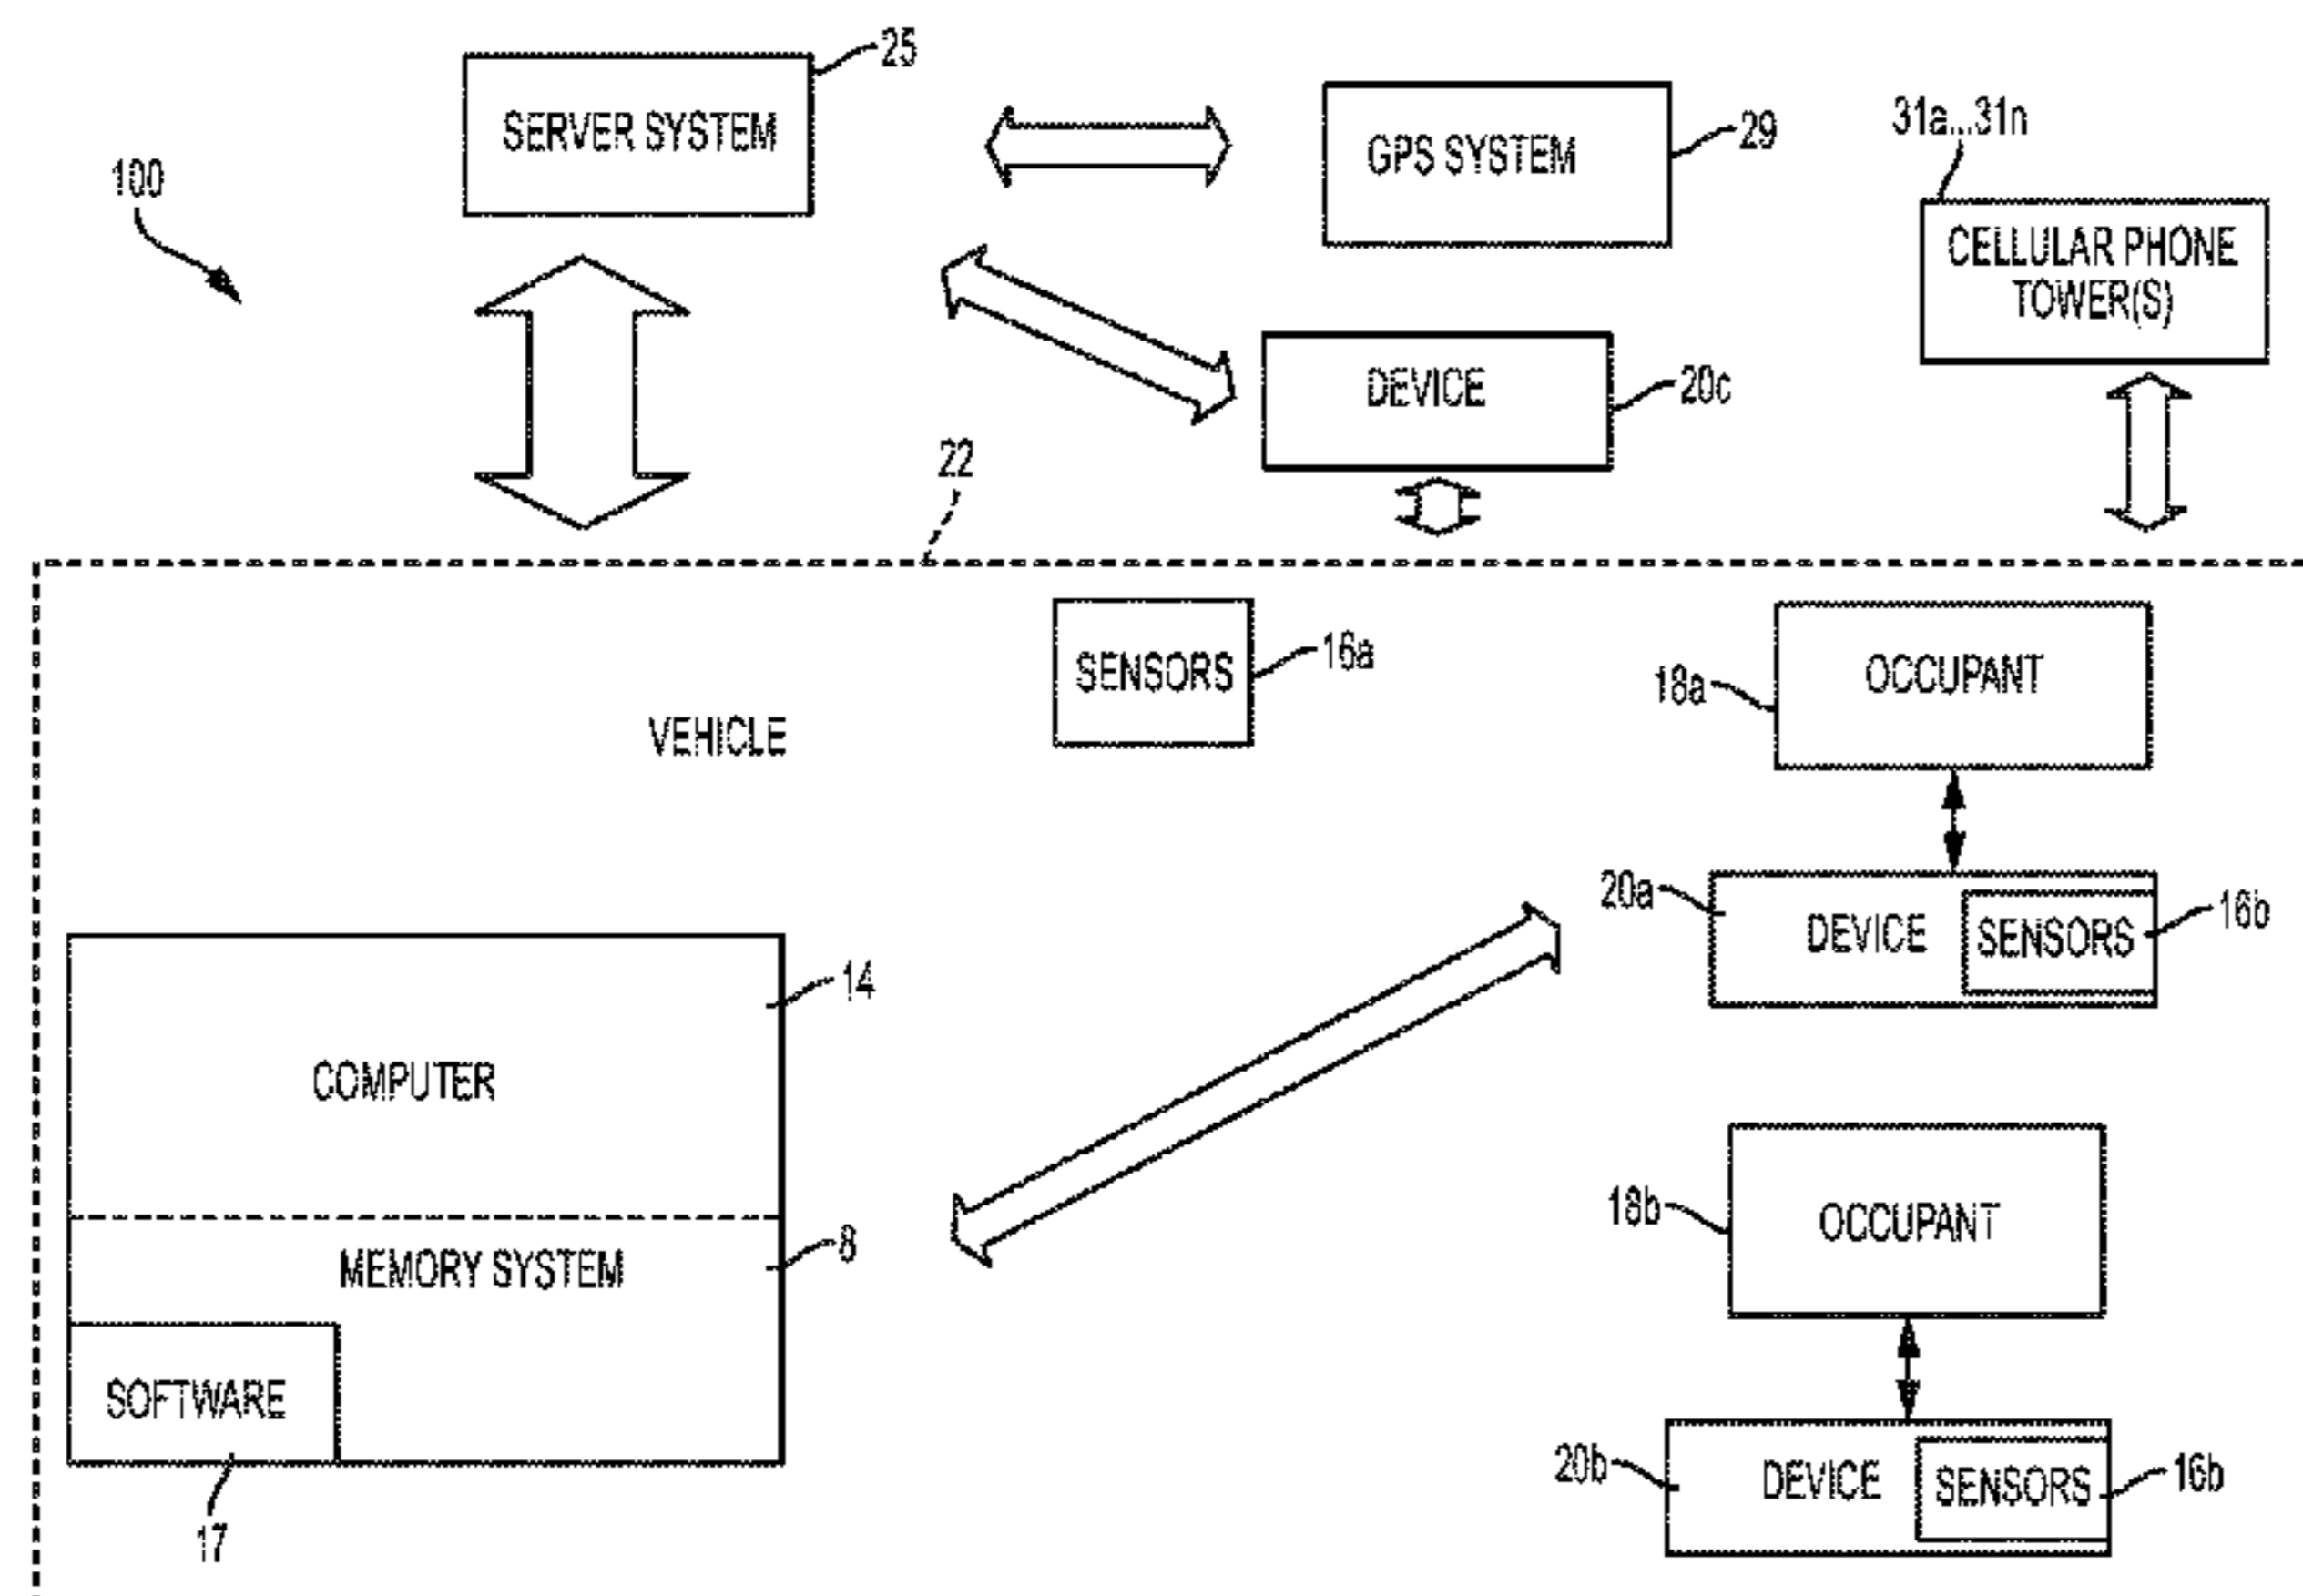 25
SERVER SYSTEM
GPS SYSTEM
29
31a...31n
100
CELLULAR PHONE
TOWER(S)
DEVICE
20c
22
SENSORS
16a
VEHICLE
18a
OCCUPANT
20a
DEVICE
SENSORS
16b
14
COMPUTER
18b
OCCUPANT
8
MEMORY SYSTEM
SOFTWARE
17
20b
DEVICE
SENSORS
16b